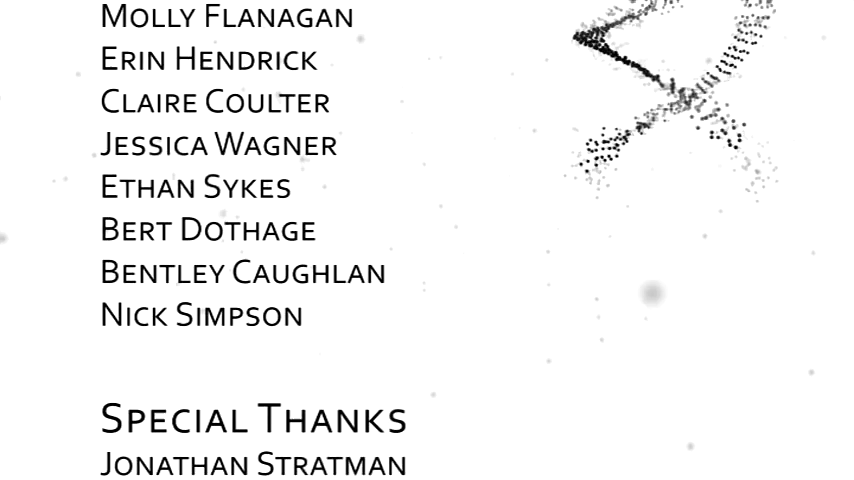 Molly Flanagan
Erin Hendrick
Claire Coulter
Jessica Wagner
Ethan Sykes
Bert Dothage
Bentley Caughlan
Nick Simpson
Special Thanks
Jonathan Stratman